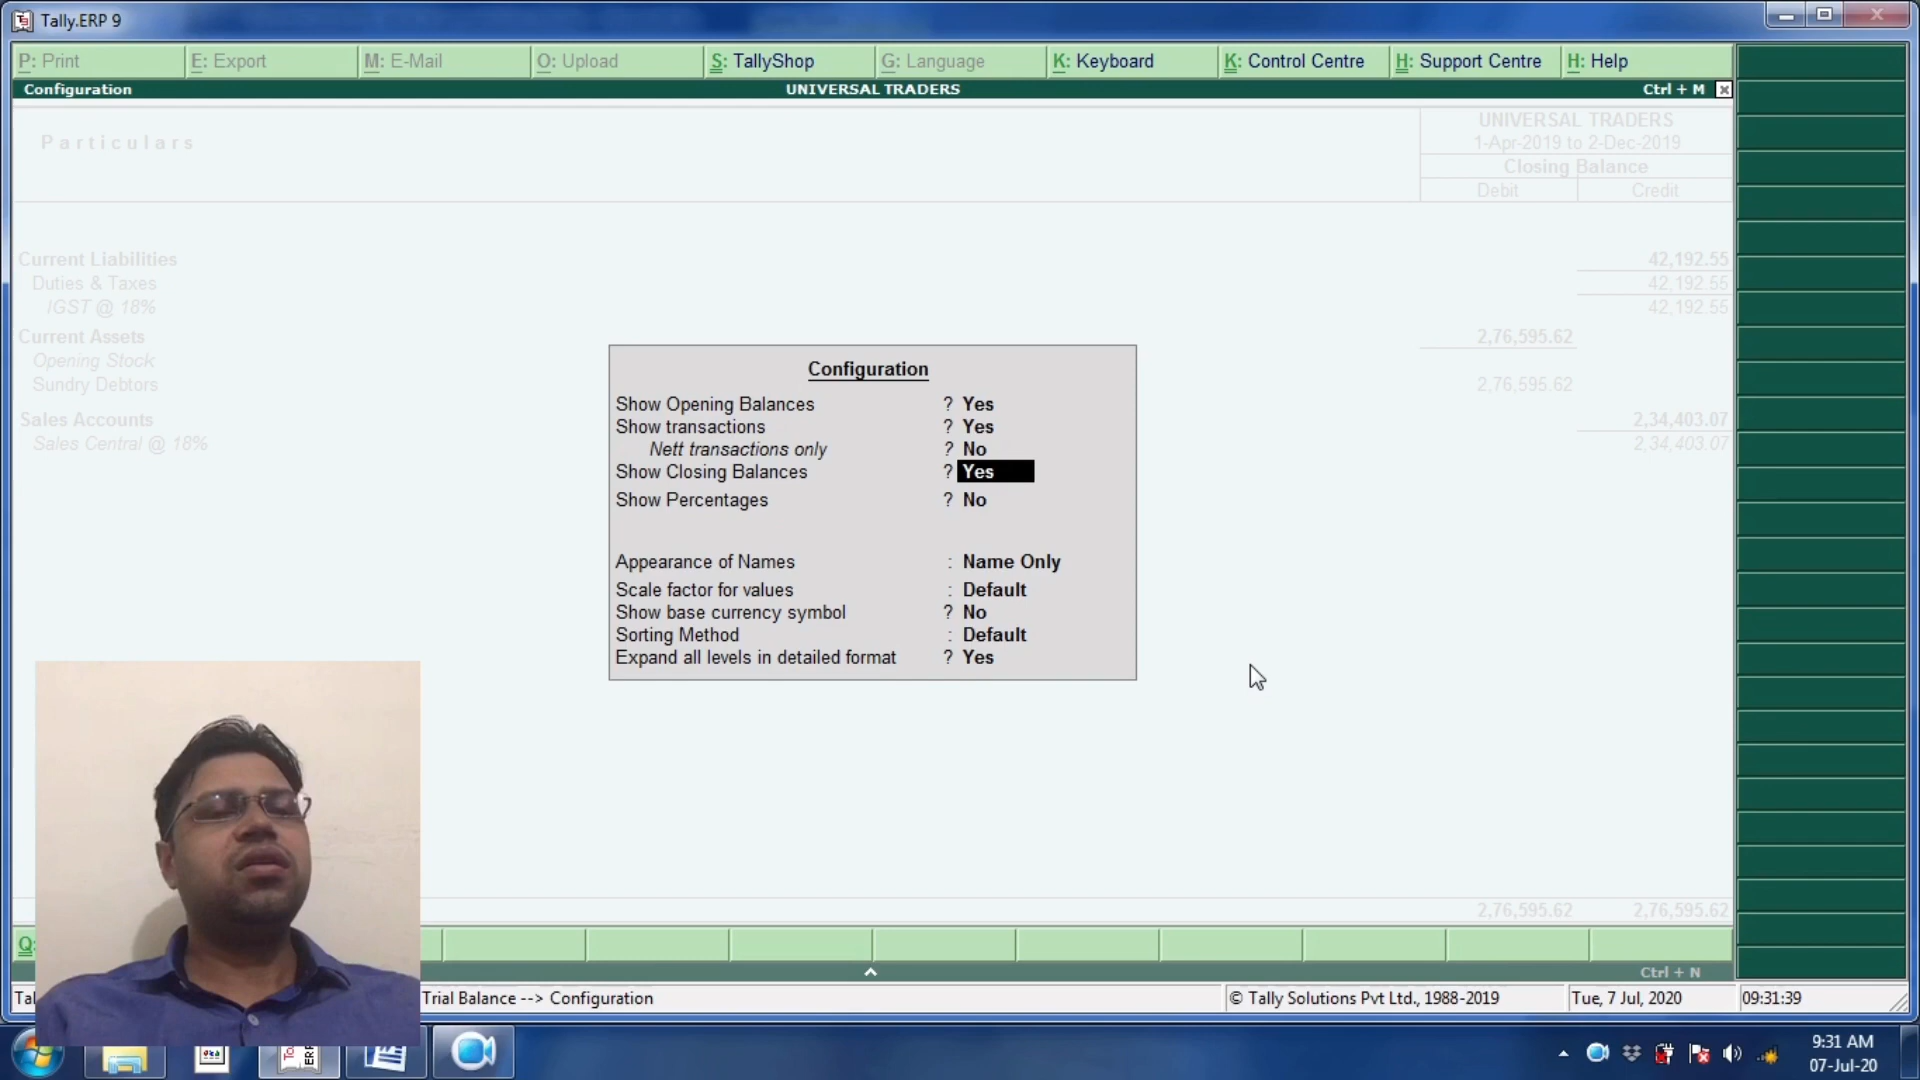 Tally.ERP 9
P: Print E: Export M: E-Mail O: Upload S: TallyShop G: Language K: Keyboard K: Control Centre H: Support Centre H: Help
Configuration UNIVERSAL TRADERS Ctrl + M
Particulars
UNIVERSAL TRADERS
1-Apr-2019 to 2-Dec-2019
Closing Balance
Debit Credit
Current Liabilities 42,192.55
Duties & Taxes 42,192.55
IGST @ 18% 42,192.55
Current Assets 2,76,595.62
Opening Stock
Sundry Debtors 2,76,595.62
Sales Accounts 2,34,403.07
Sales Central @ 18% 2,34,403.07
Configuration
Show Opening Balances ? Yes
Show transactions ? Yes
Nett transactions only ? No
Show Closing Balances ? Yes
Show Percentages ? No
Appearance of Names : Name Only
Scale factor for values : Default
Show base currency symbol ? No
Sorting Method : Default
Expand all levels in detailed format ? Yes
2,76,595.62 2,76,595.62
Q:
Ctrl + N
Tal
Trial Balance --> Configuration © Tally Solutions Pvt Ltd., 1988-2019 Tue, 7 Jul, 2020 09:31:39
9:31 AM
07-Jul-20